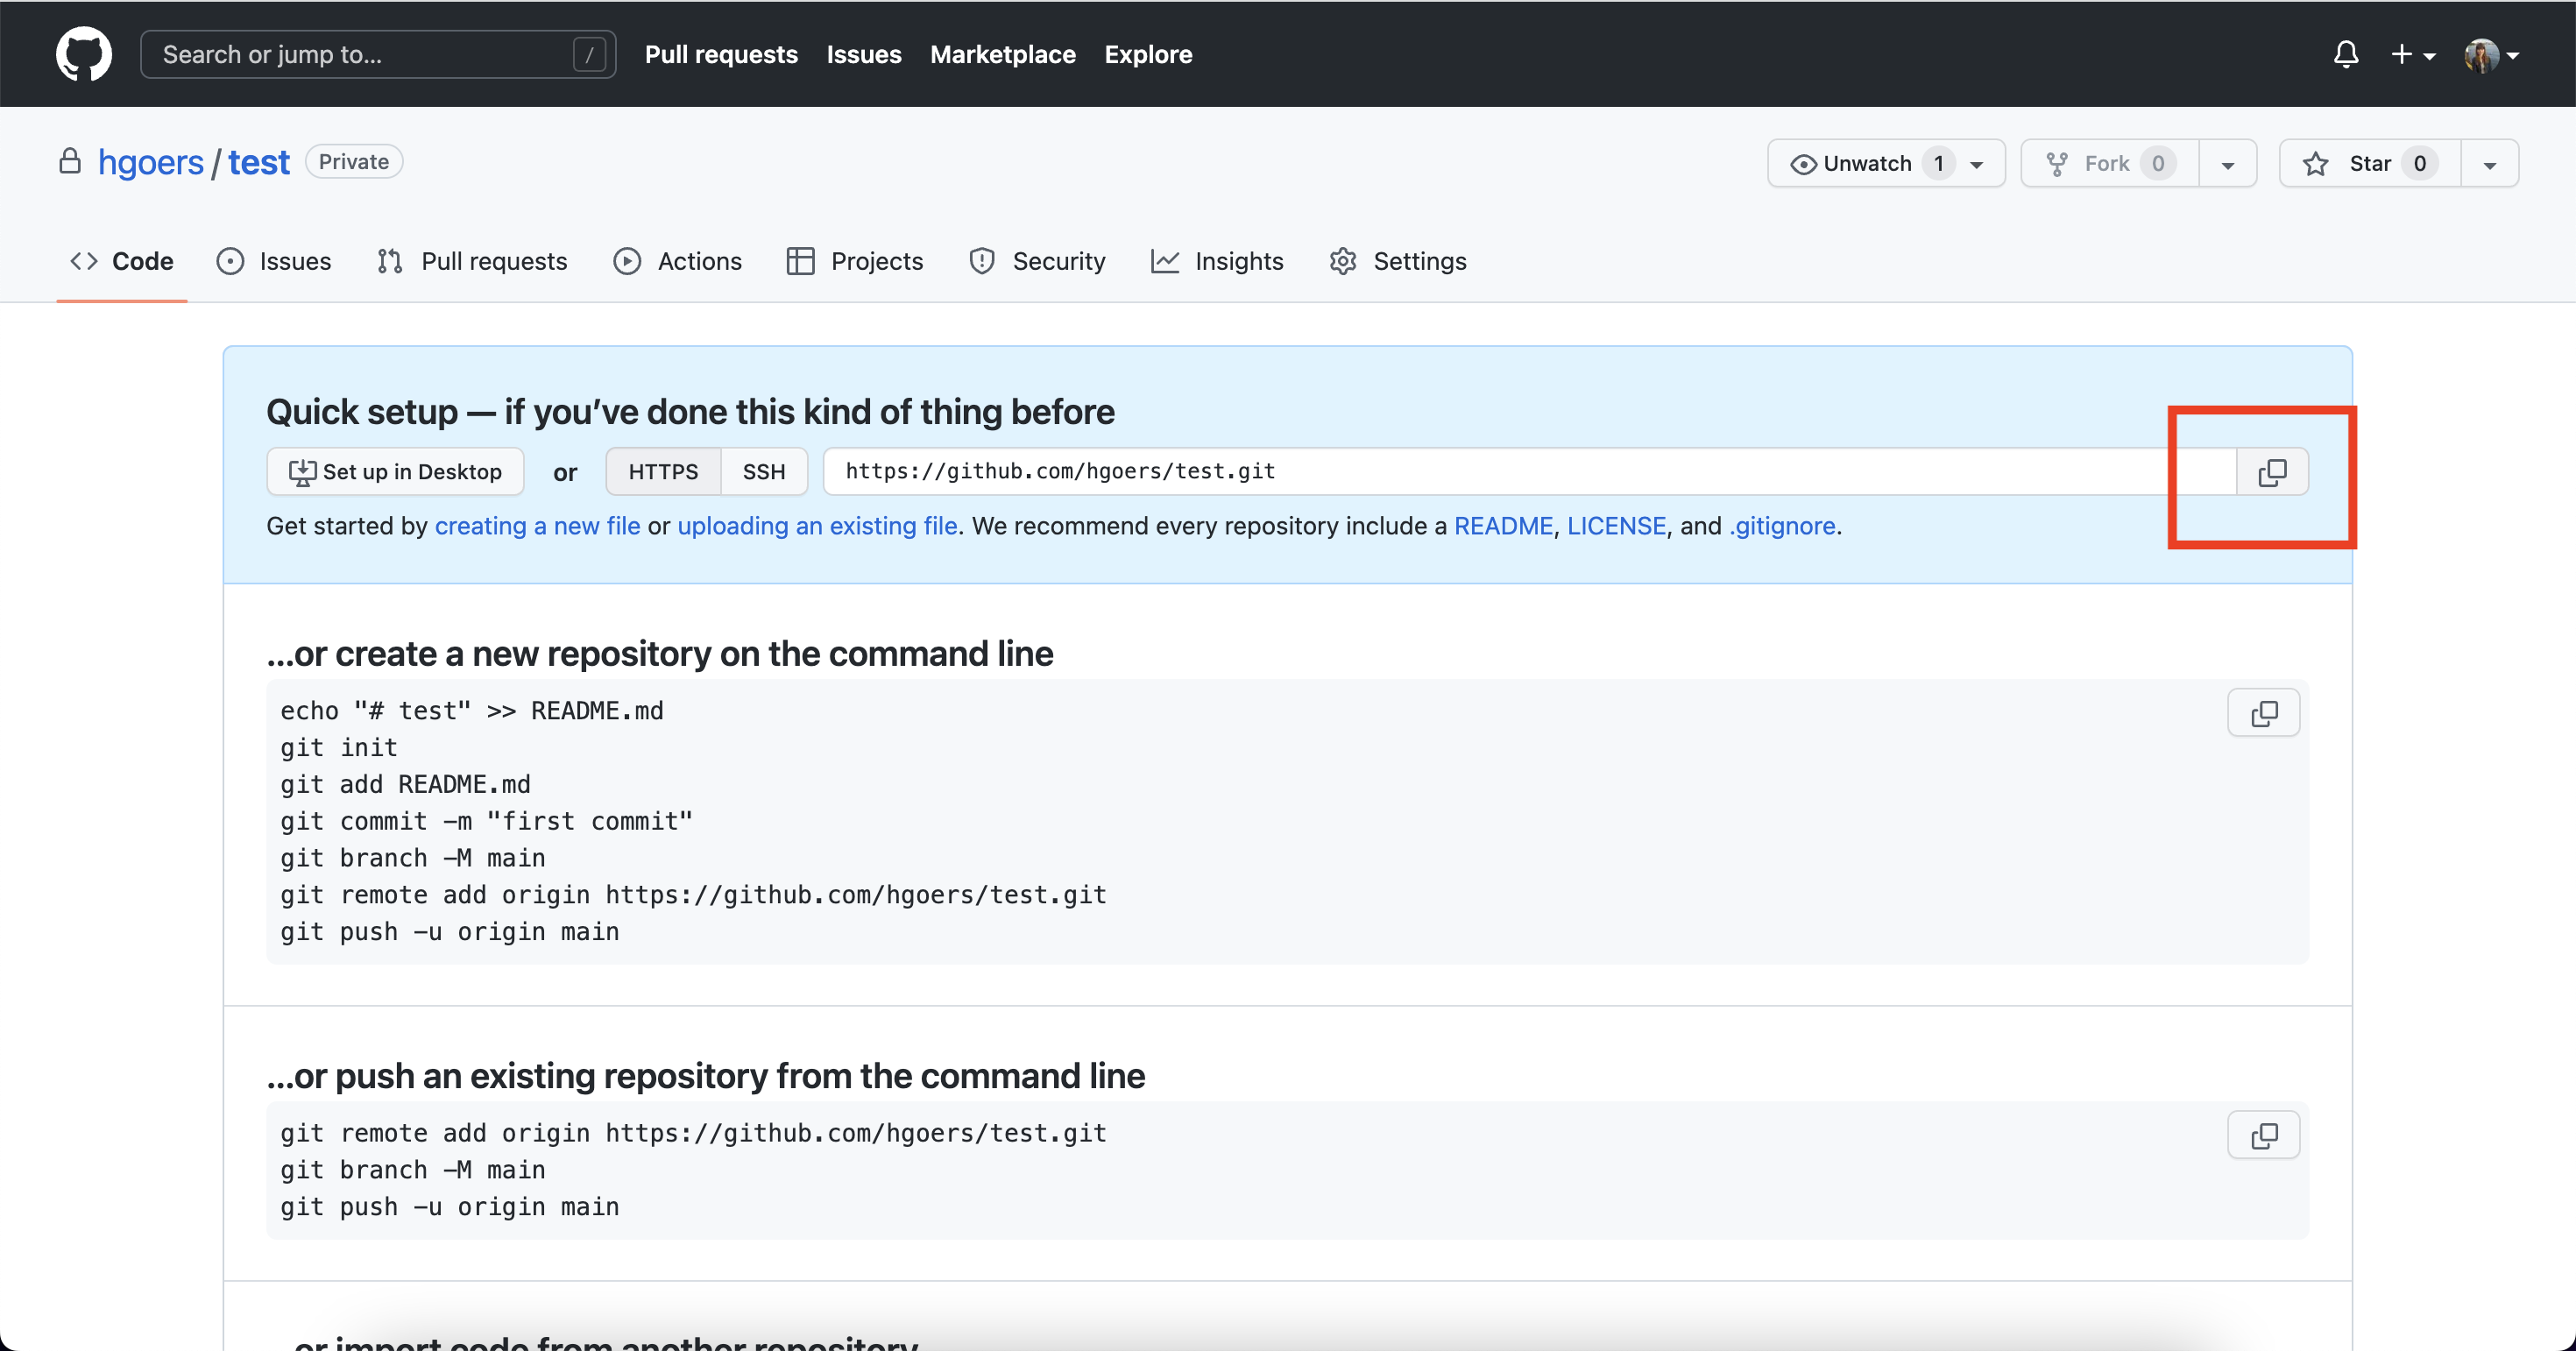 Search or jump to... / Pull requests Issues Marketplace Explore
hgoers / test Private Unwatch 1 Fork 0 Star 0
Code Issues Pull requests Actions Projects Security Insights Settings
Quick setup — if you’ve done this kind of thing before
Set up in Desktop or HTTPS SSH https://github.com/hgoers/test.git
Get started by creating a new file or uploading an existing file. We recommend every repository include a README, LICENSE, and .gitignore.
…or create a new repository on the command line
echo "# test" >> README.md
git init
git add README.md
git commit -m "first commit"
git branch -M main
git remote add origin https://github.com/hgoers/test.git
git push -u origin main
…or push an existing repository from the command line
git remote add origin https://github.com/hgoers/test.git
git branch -M main
git push -u origin main
or import code from another repository